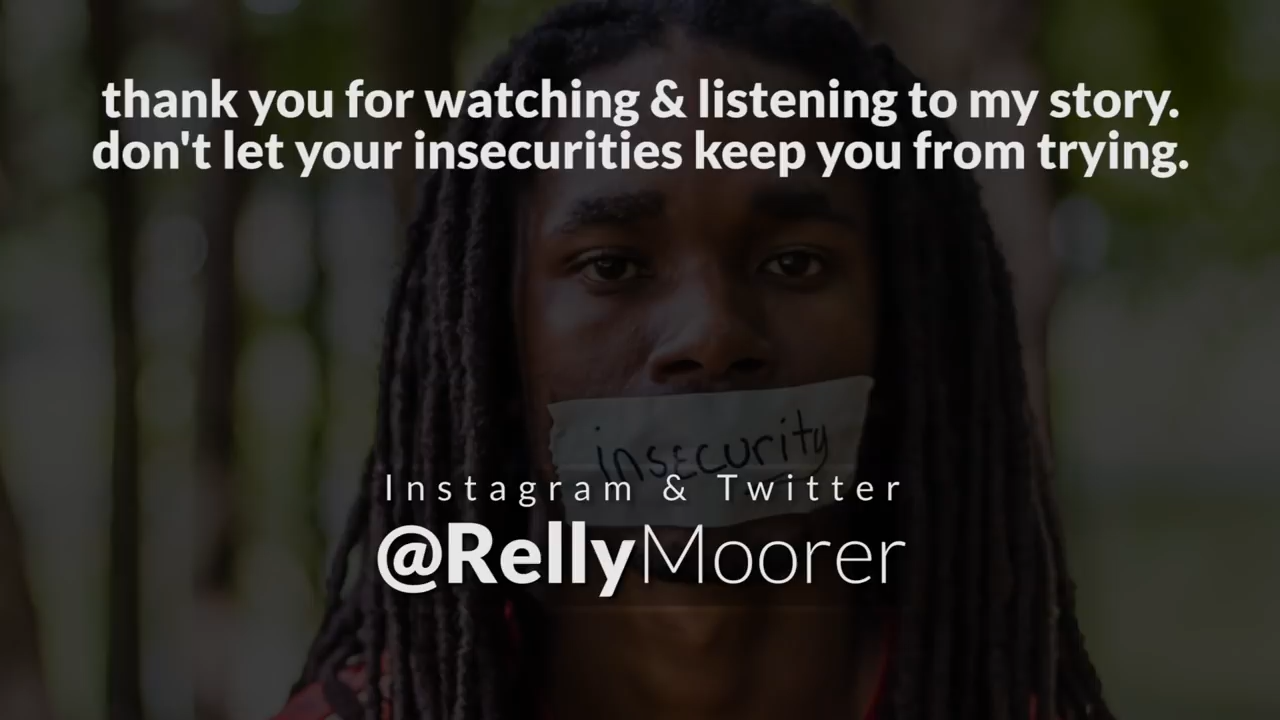 thank you for watching & listening to my story.
don't let your insecurities keep you from trying.
insecurity
Instagram & Twitter
@RellyMoorer